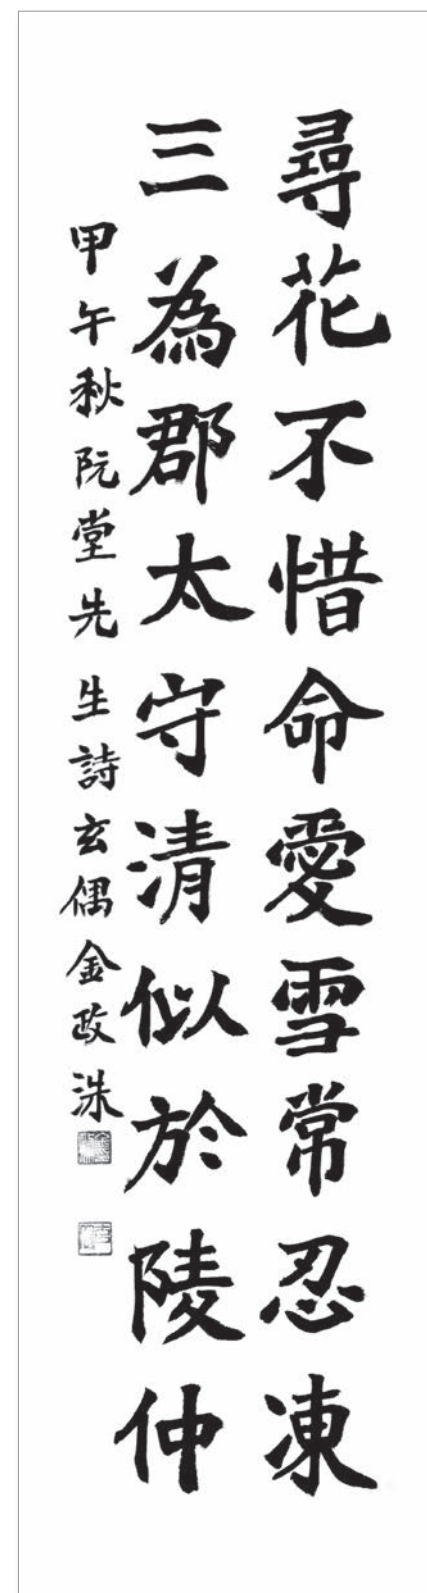 尋花不惜命愛雪常忍凍
三為郡太守清似於陵仲
甲午秋阮堂先生詩玄偶金政洙